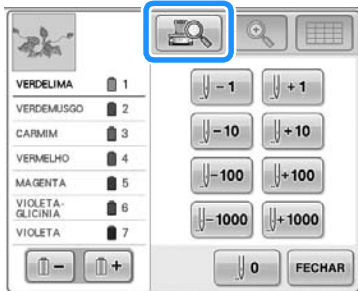 VERDELIMA 1
VERDEMUSGO 2
CARMIM 3
VERMELHO 4
MAGENTA 5
VIOLETA-
GLICÍNIA 6
VIOLETA 7
- +
- 1 + 1
- 10 + 10
-100 +100
-1000 +1000
0 FECHAR